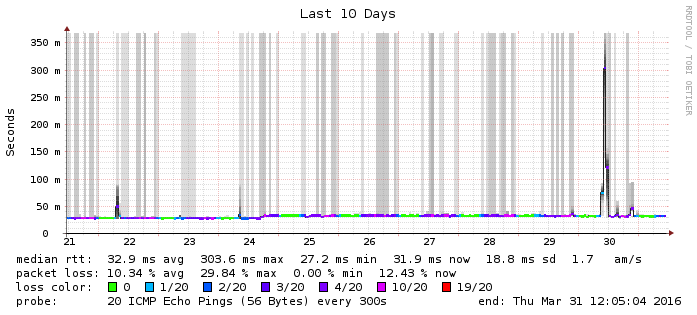 Last 10 Days
RRDTOOL / TOBI OETIKER
Seconds
350 m
300 m
250 m
200 m
150 m
100 m
50 m
0
21 22 23 24 25 26 27 28 29 30
median rtt: 32.9 ms avg 303.6 ms max 27.2 ms min 31.9 ms now 18.8 ms sd 1.7 am/s
packet loss: 10.34 % avg 29.84 % max 0.00 % min 12.43 % now
loss color: 0 1/20 2/20 3/20 4/20 10/20 19/20
probe: 20 ICMP Echo Pings (56 Bytes) every 300s end: Thu Mar 31 12:05:04 2016